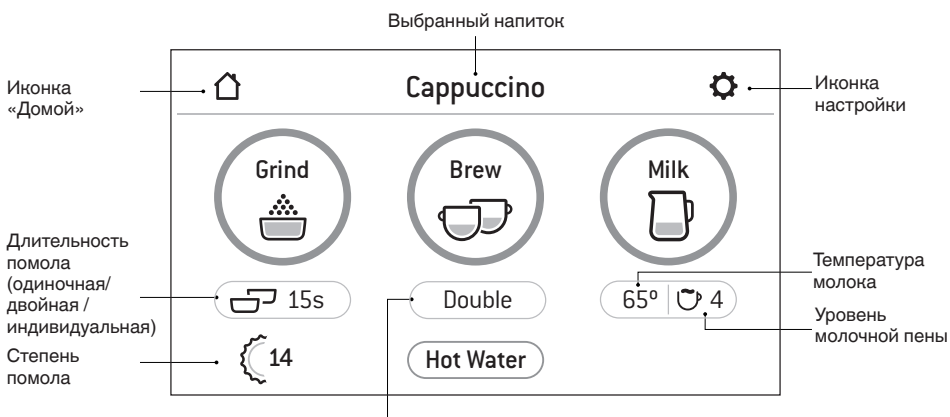 Выбранный напиток
Иконка
«Домой»
Cappuccino
Иконка
настройки
Grind
Brew
Milk
Длительность
помола
(одиночная/
двойная /
индивидуальная)
15s
Double
65º
4
Температура
молока
Уровень
молочной пены
Степень
помола
14
Hot Water